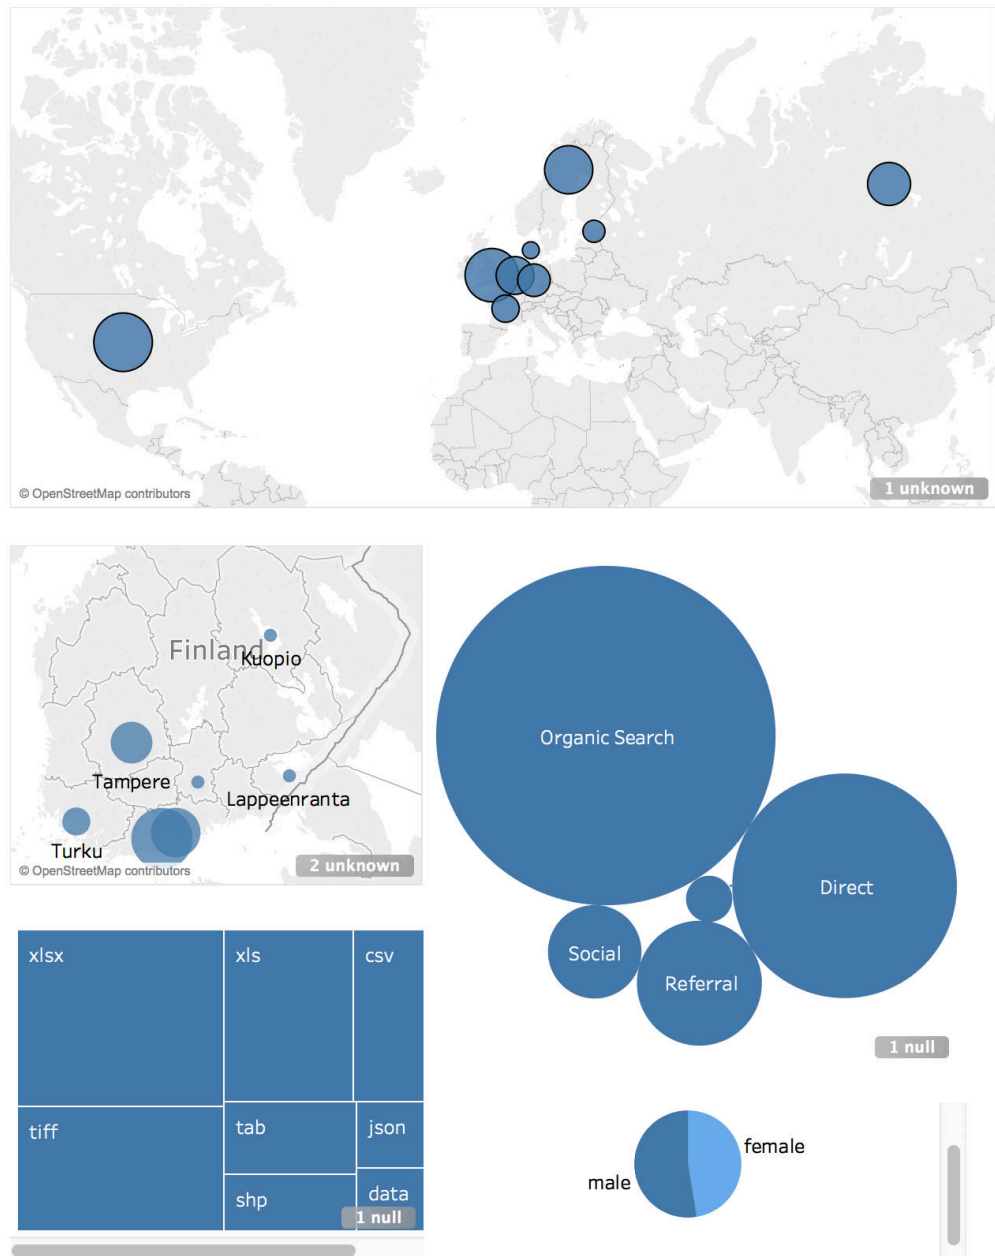 © OpenStreetMap contributors
1 unknown
Finland
Kuopio
Tampere
Lappeenranta
Turku
© OpenStreetMap contributors
2 unknown
Organic Search
Direct
Social
Referral
1 null
xlsx
xls
csv
tiff
tab
json
shp
data
1 null
female
male